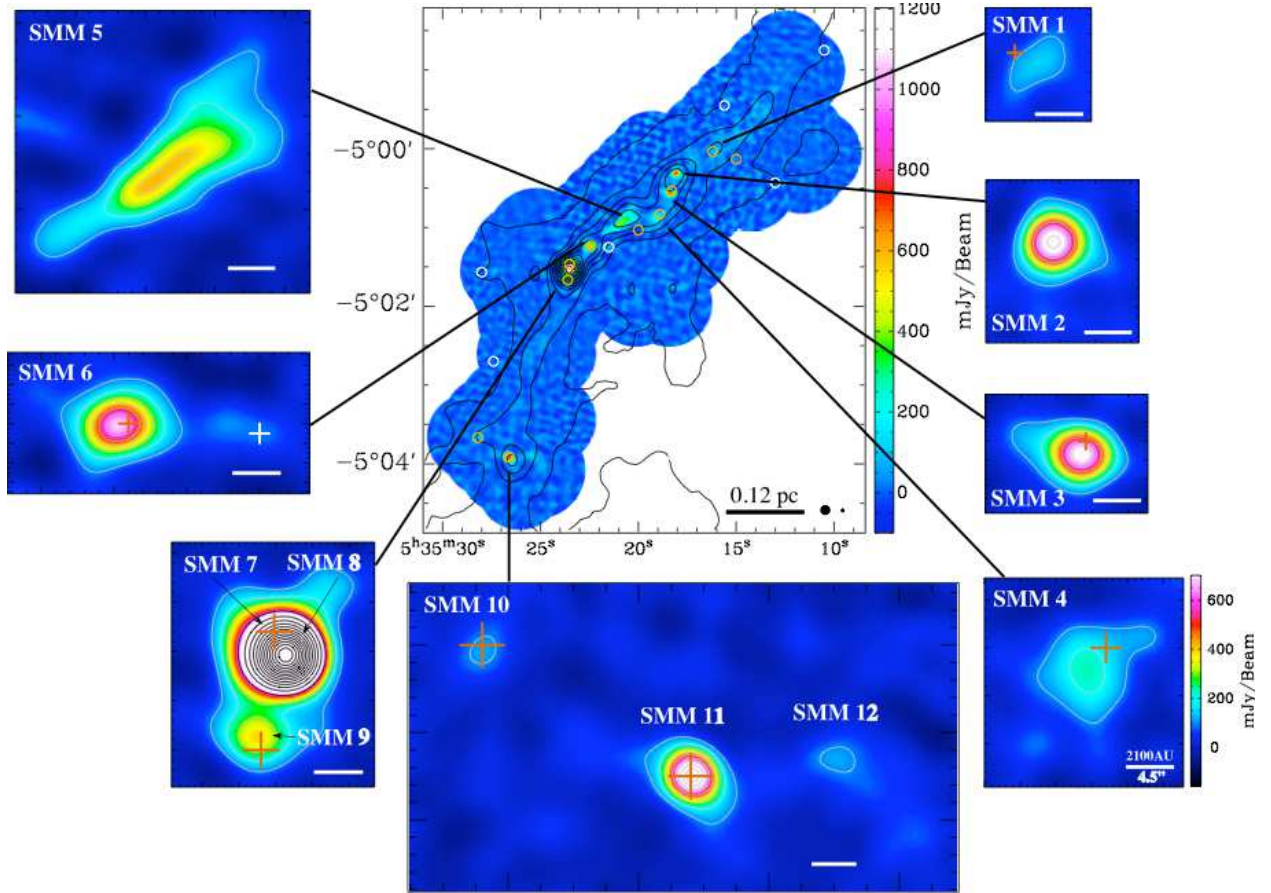 SMM 5
SMM 1
SMM 2
SMM 6
SMM 3
SMM 7
SMM 8
SMM 9
SMM 10
SMM 11
SMM 12
SMM 4
2100AU
4.5"
−5°00'
−5°02'
−5°04'
0.12 pc
5ʰ35ᵐ30ˢ
25ˢ
20ˢ
15ˢ
10ˢ
1200
1000
800
600
400
200
0
mJy/Beam
600
400
200
0
mJy/Beam